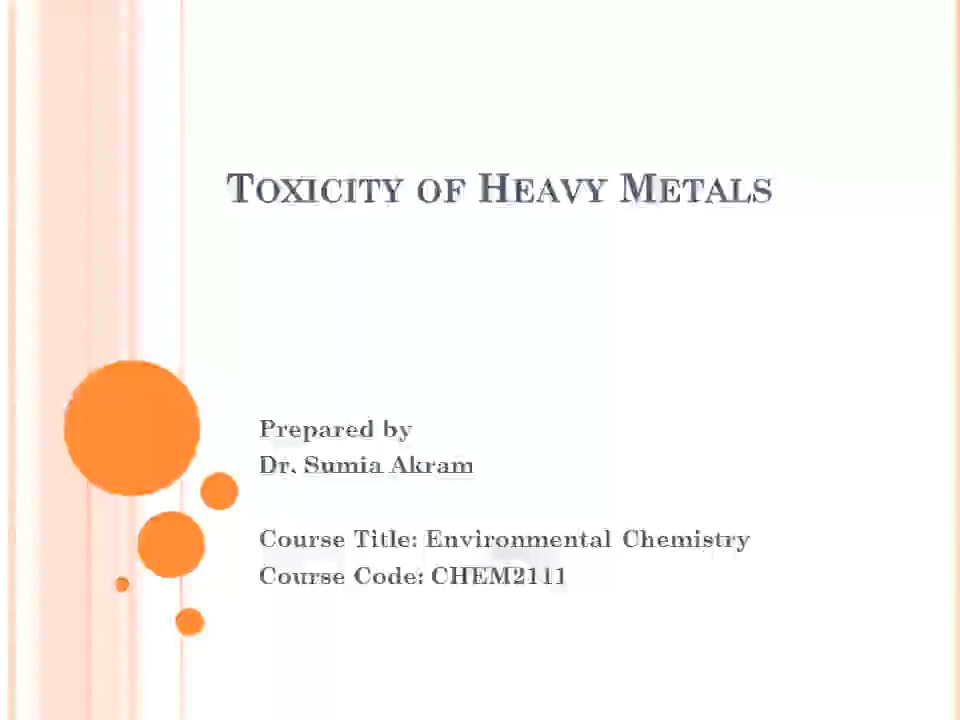 TOXICITY OF HEAVY METALS
Prepared by
Dr. Sumia Akram
Course Title: Environmental Chemistry
Course Code: CHEM2111